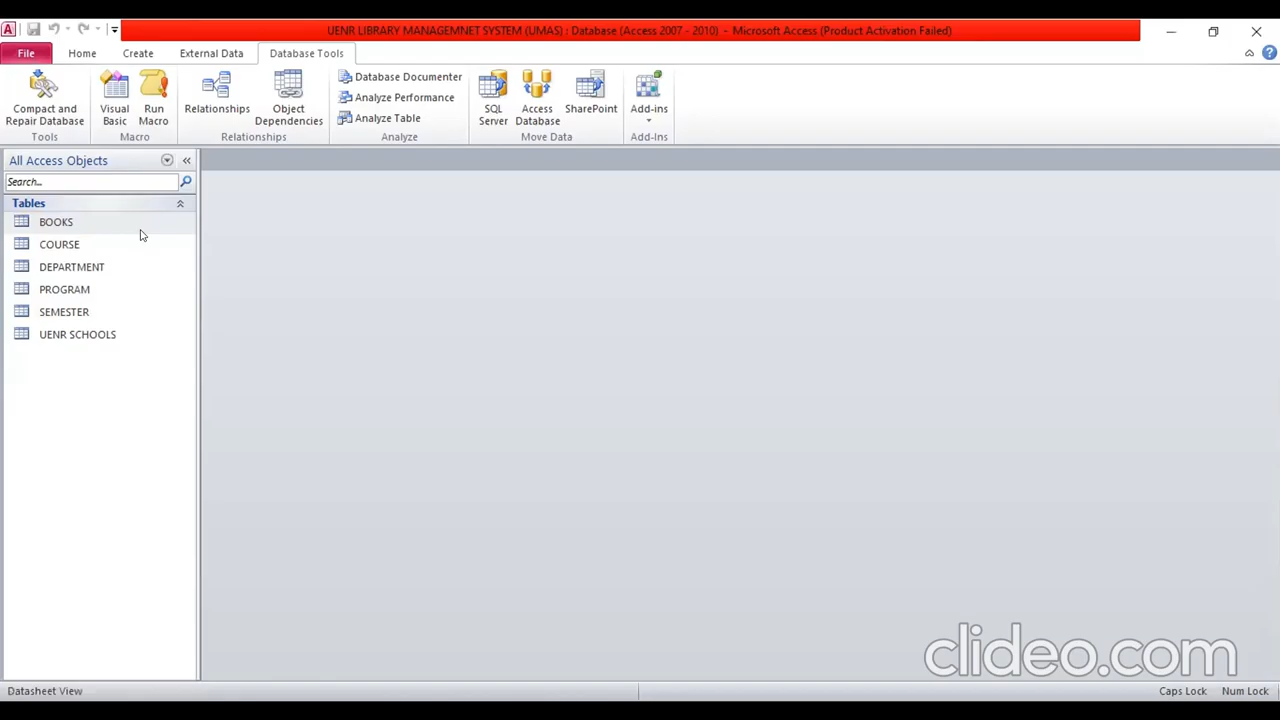 UENR LIBRARY MANAGEMNET SYSTEM (UMAS) : Database (Access 2007 - 2010) - Microsoft Access (Product Activation Failed)
File Home Create External Data Database Tools
Compact and Repair Database
Visual Basic
Run Macro
Relationships
Object Dependencies
Database Documenter
Analyze Performance
Analyze Table
SQL Server
Access Database
SharePoint
Add-ins
Tools Macro Relationships Analyze Move Data Add-Ins
All Access Objects
Search...
Tables
BOOKS
COURSE
DEPARTMENT
PROGRAM
SEMESTER
UENR SCHOOLS
clideo.com
Datasheet View Caps Lock Num Lock